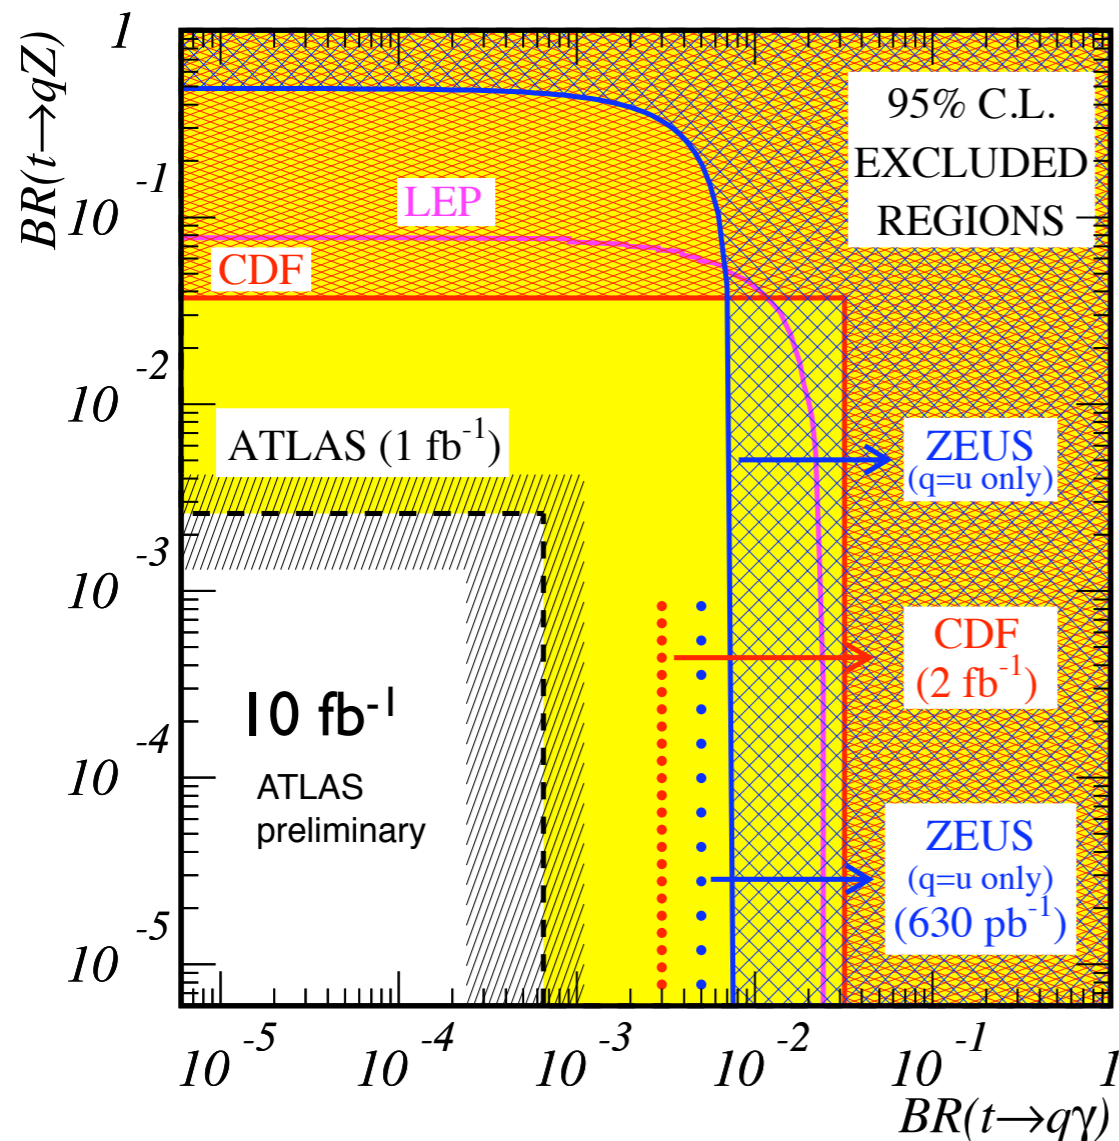 BR(t→qZ)
1
10⁻¹
10⁻²
10⁻³
10⁻⁴
10⁻⁵
95% C.L.
EXCLUDED
REGIONS
LEP
CDF
ATLAS (1 fb⁻¹)
ZEUS
(q=u only)
CDF
(2 fb⁻¹)
10 fb⁻¹
ATLAS
preliminary
ZEUS
(q=u only)
(630 pb⁻¹)
10⁻⁵ 10⁻⁴ 10⁻³ 10⁻² 10⁻¹ 1
BR(t→qγ)